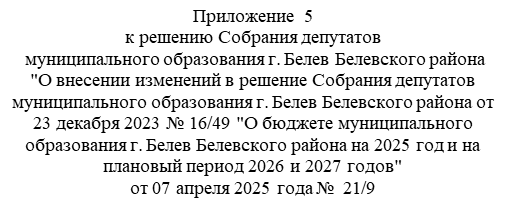 Приложение 5
к решению Собрания депутатов
муниципального образования г. Белев Белевского района
"О внесении изменений в решение Собрания депутатов
муниципального образования г. Белев Белевского района от
23 декабря 2023 № 16/49 "О бюджете муниципального
образования г. Белев Белевского района на 2025 год и на
плановый период 2026 и 2027 годов"
от 07 апреля 2025 года № 21/9